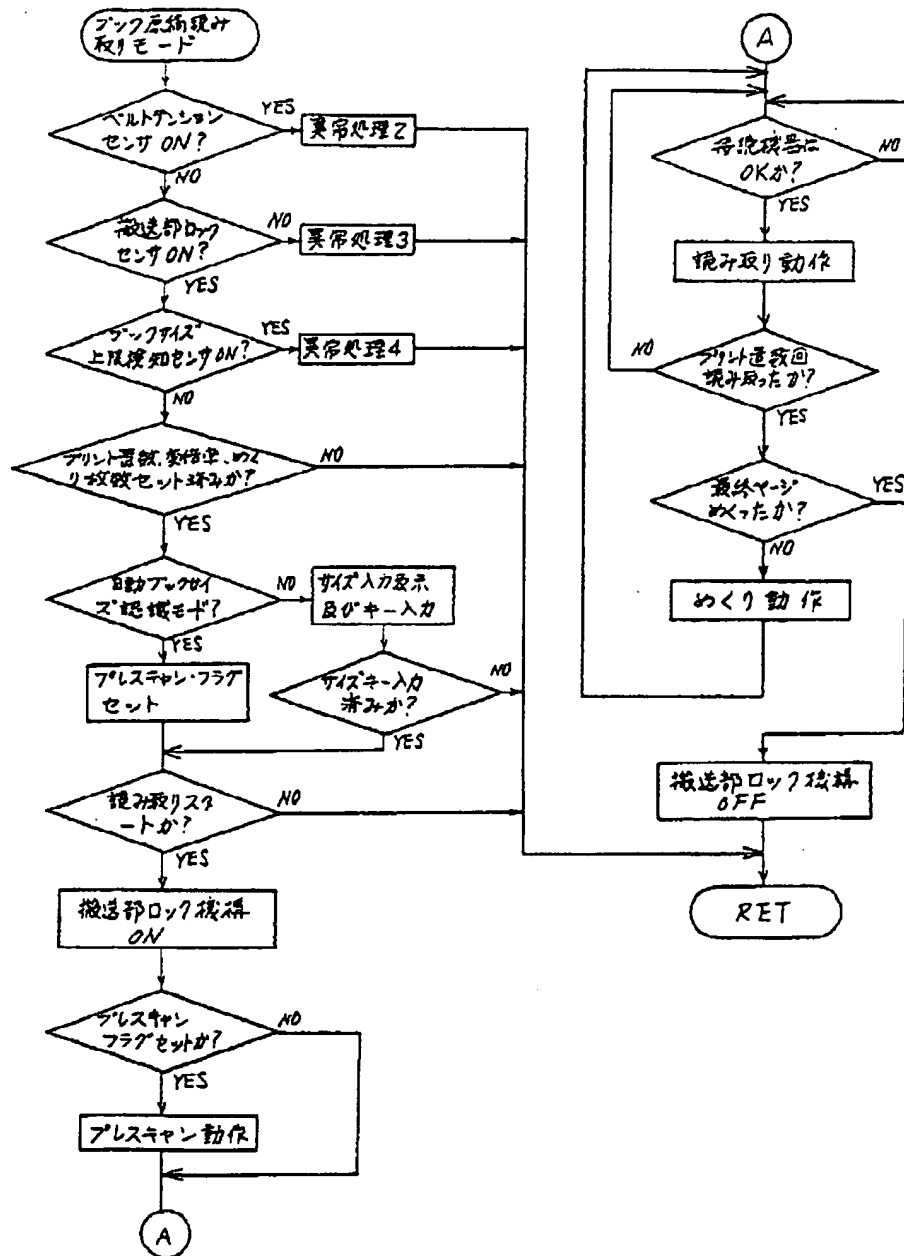 ブック原稿読み
取りモード
ベルトテンション
センサON?
YES
異常処理2
NO
搬送部ロック
センサON?
NO
異常処理3
YES
ブックサイズ
上限検知センサON?
YES
異常処理4
NO
プリント置数、変倍率、めく
り枚数セット済みか?
NO
YES
自動ブックサイ
ズ認識モード?
NO
サイズ入力表示
及びキー入力
YES
プレスキャン・フラグ
セット
サイズキー入力
済みか?
NO
YES
読み取りスタ
ートか?
NO
YES
搬送部ロック機構
ON
プレスキャン
フラグセットか?
NO
YES
プレスキャン動作
A
A
接続機器は
OKか?
NO
YES
読み取り動作
プリント置数回
読み取ったか?
NO
YES
最終ページ
めくったか?
YES
NO
めくり動作
搬送部ロック機構
OFF
RET